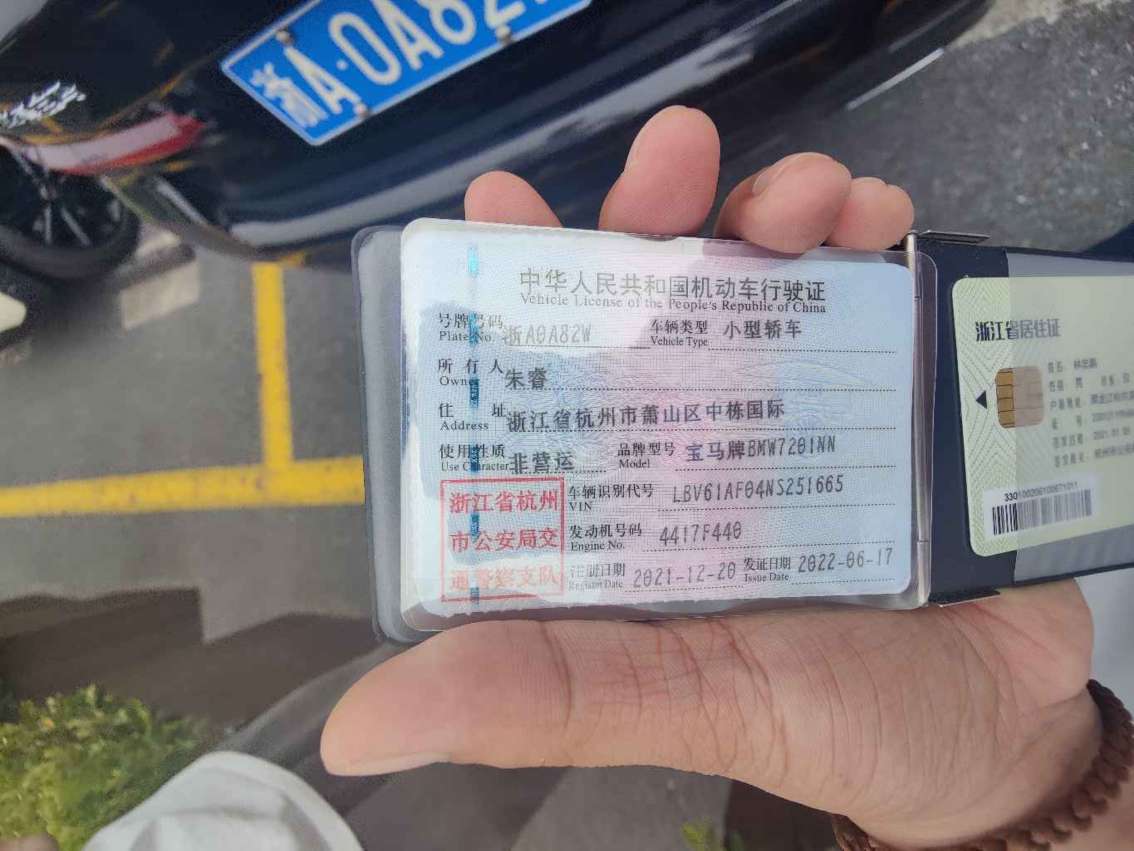 浙A·0A82
中华人民共和国机动车行驶证
Vehicle License of the People's Republic of China
号牌号码 浙A0A82W 车辆类型 小型轿车
Plate No. Vehicle Type
所有人 朱睿
Owner
住址 浙江省杭州市萧山区中栋国际
Address
使用性质 非营运 品牌型号 宝马牌BMW7201NN
Use Character Model
浙江省杭州 车辆识别代号 LBV61AF04NS251665
VIN
市公安局交 发动机号码 4417F440
Engine No.
通警察支队 注册日期 2021-12-20 发证日期 2022-06-17
Register Date Issue Date
浙江省居住证